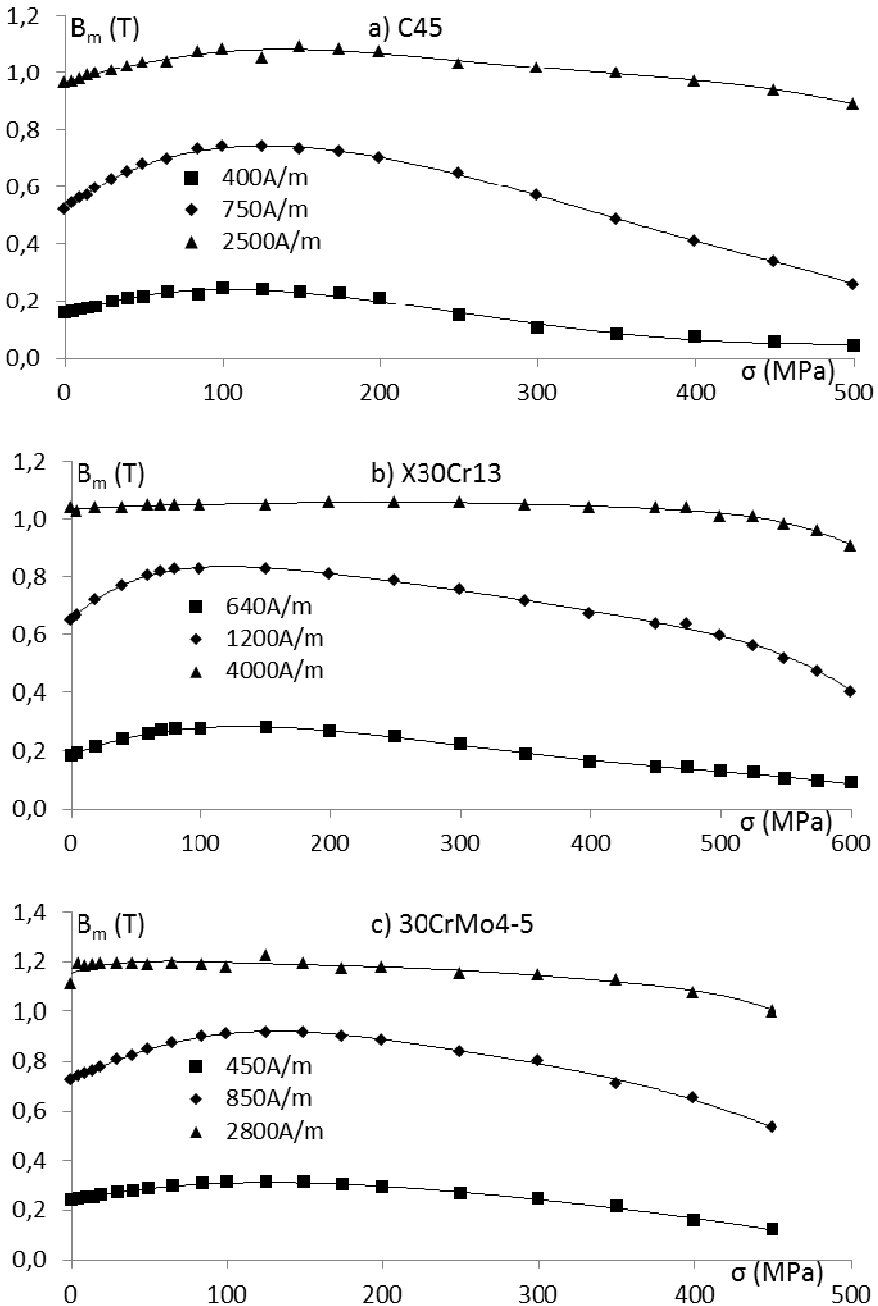 1,2
B_m (T)
a) C45
1,0
0,8
0,6
400A/m
750A/m
0,4
2500A/m
0,2
0,0
σ (MPa)
0 100 200 300 400 500
1,2
B_m (T)
b) X30Cr13
1,0
0,8
640A/m
0,6
1200A/m
4000A/m
0,4
0,2
0,0
σ (MPa)
0 100 200 300 400 500 600
1,4
B_m (T)
c) 30CrMo4-5
1,2
1,0
0,8
450A/m
850A/m
0,6
2800A/m
0,4
0,2
0,0
σ (MPa)
0 100 200 300 400 500